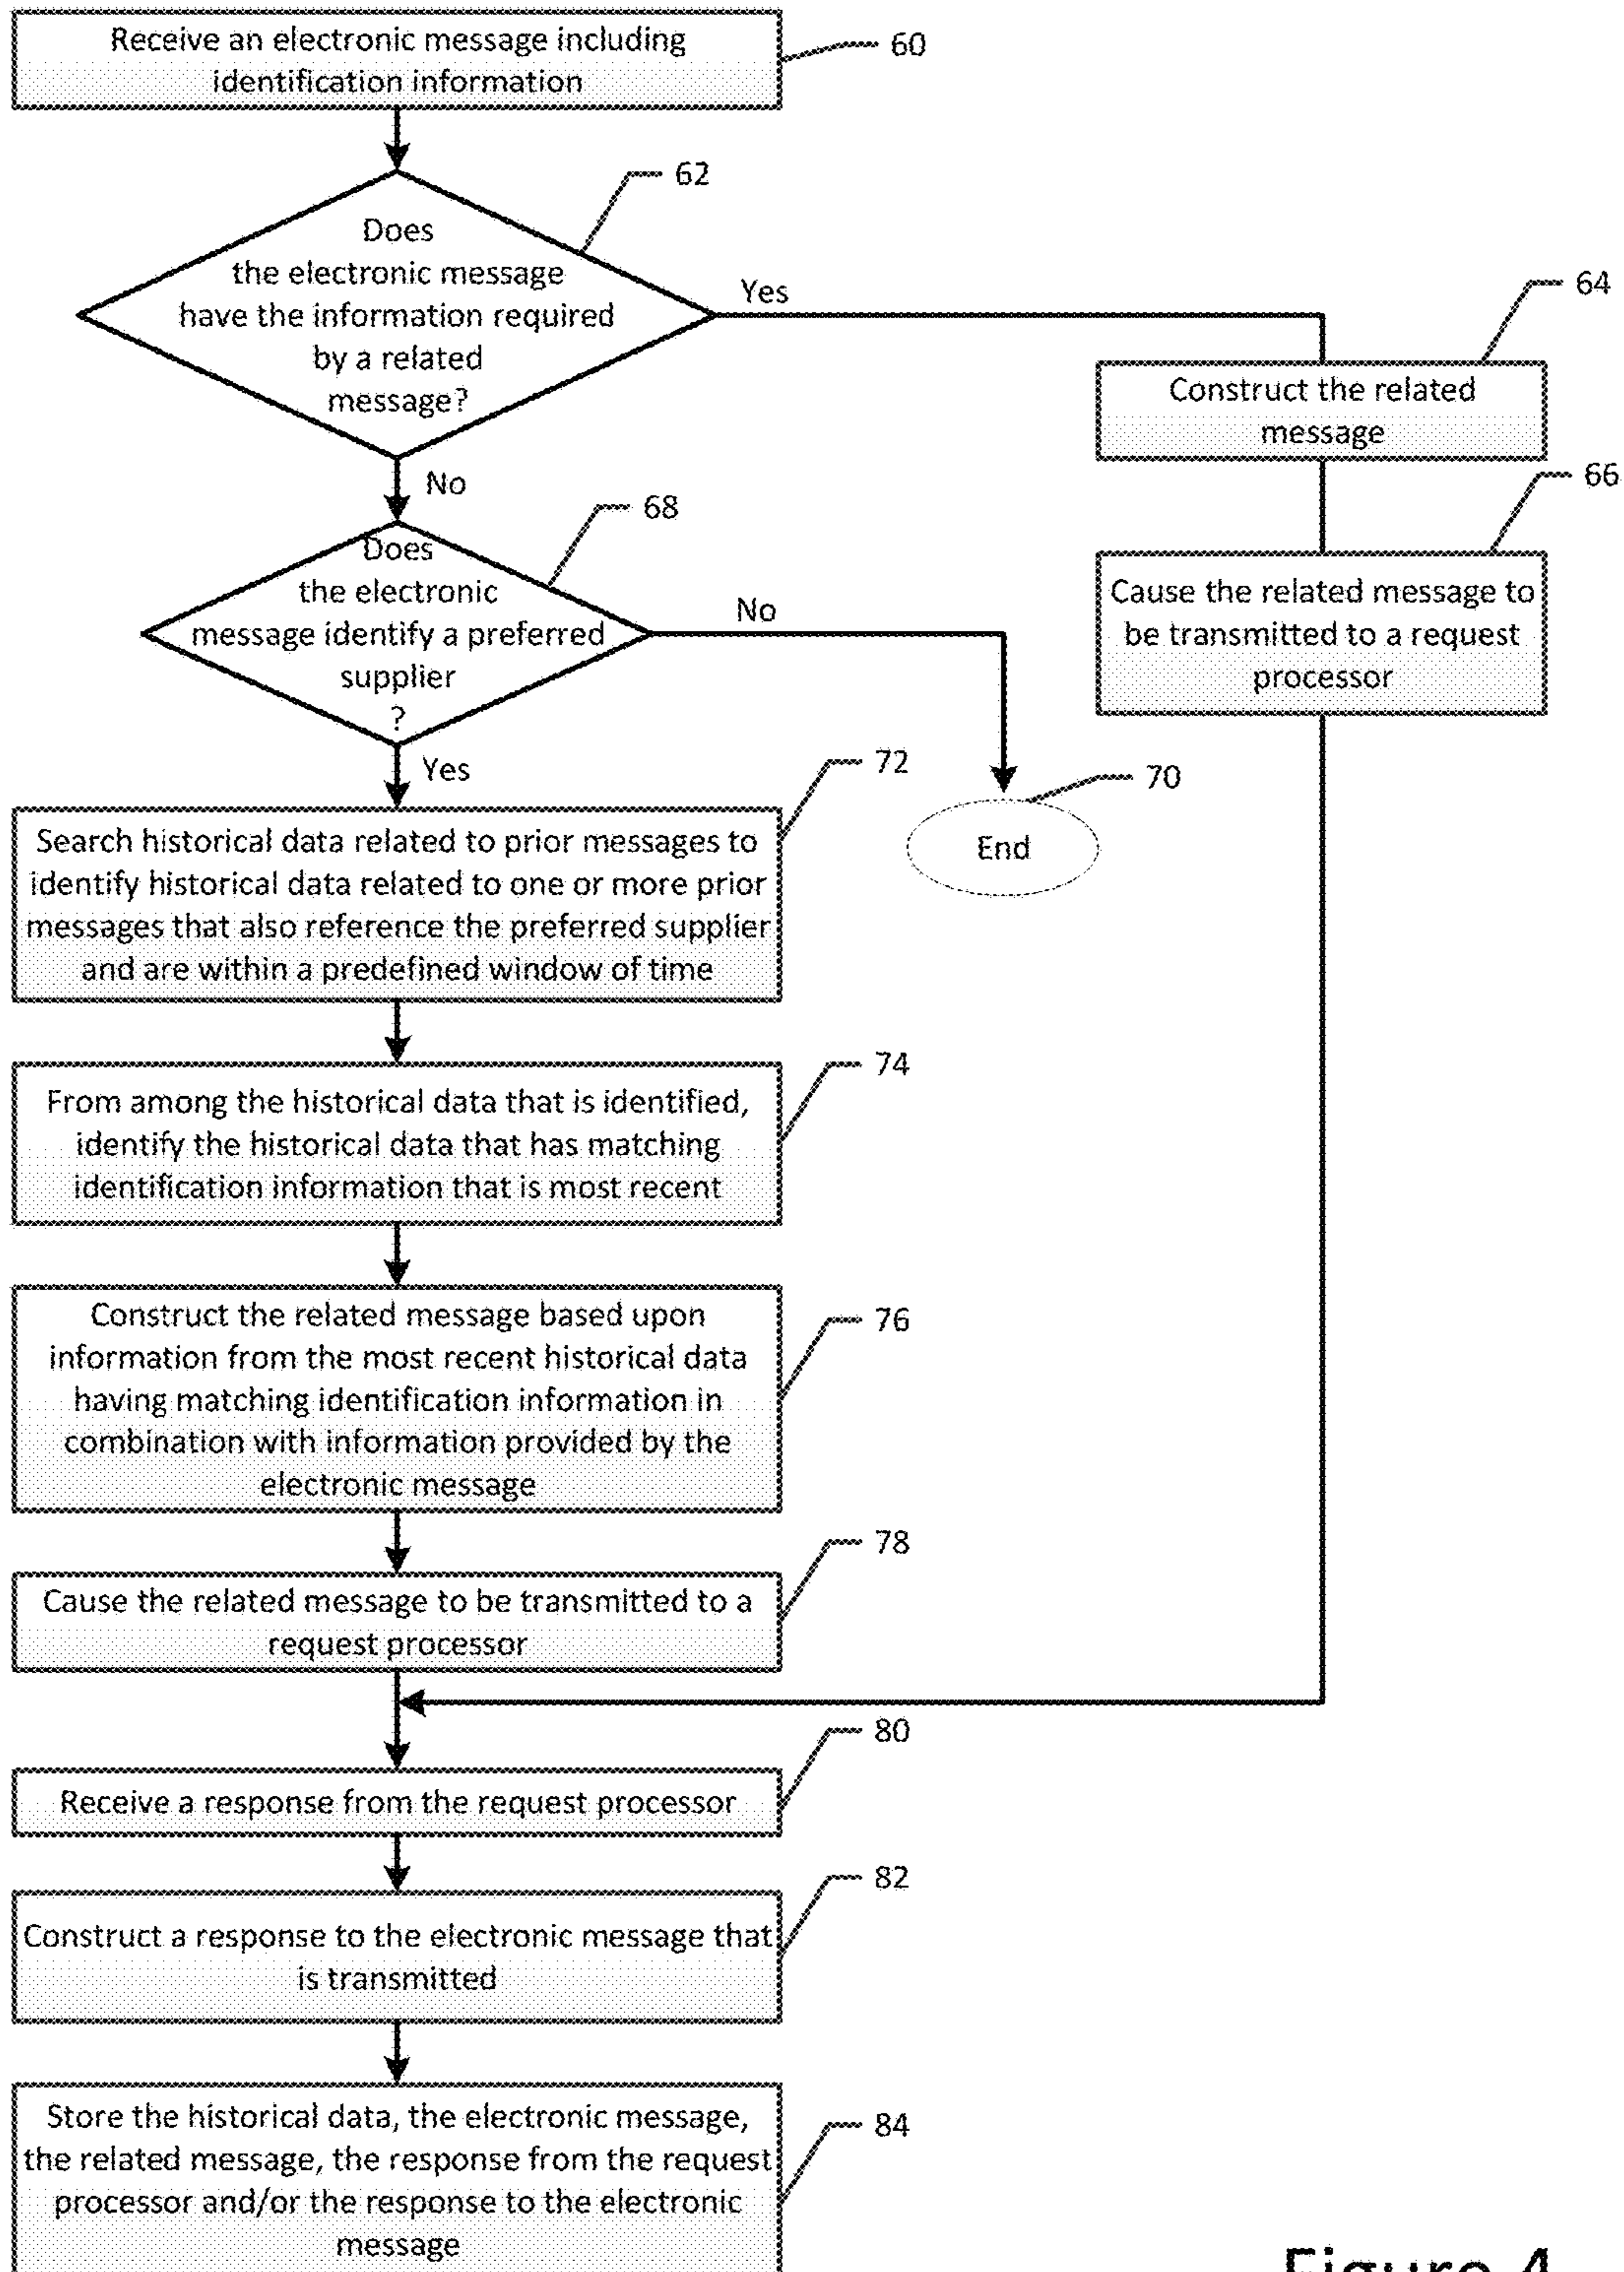 Receive an electronic message including
identification information
60
62
Does
the electronic message
have the information required
by a related
message?
Yes
64
Construct the related
message
66
Cause the related message to
be transmitted to a request
processor
No
68
Does
the electronic
message identify a preferred
supplier
?
No
70
End
Yes
72
Search historical data related to prior messages to
identify historical data related to one or more prior
messages that also reference the preferred supplier
and are within a predefined window of time
74
From among the historical data that is identified,
identify the historical data that has matching
identification information that is most recent
76
Construct the related message based upon
information from the most recent historical data
having matching identification information in
combination with information provided by the
electronic message
78
Cause the related message to be transmitted to a
request processor
80
Receive a response from the request processor
82
Construct a response to the electronic message that
is transmitted
84
Store the historical data, the electronic message,
the related message, the response from the request
processor and/or the response to the electronic
message
Figure 4